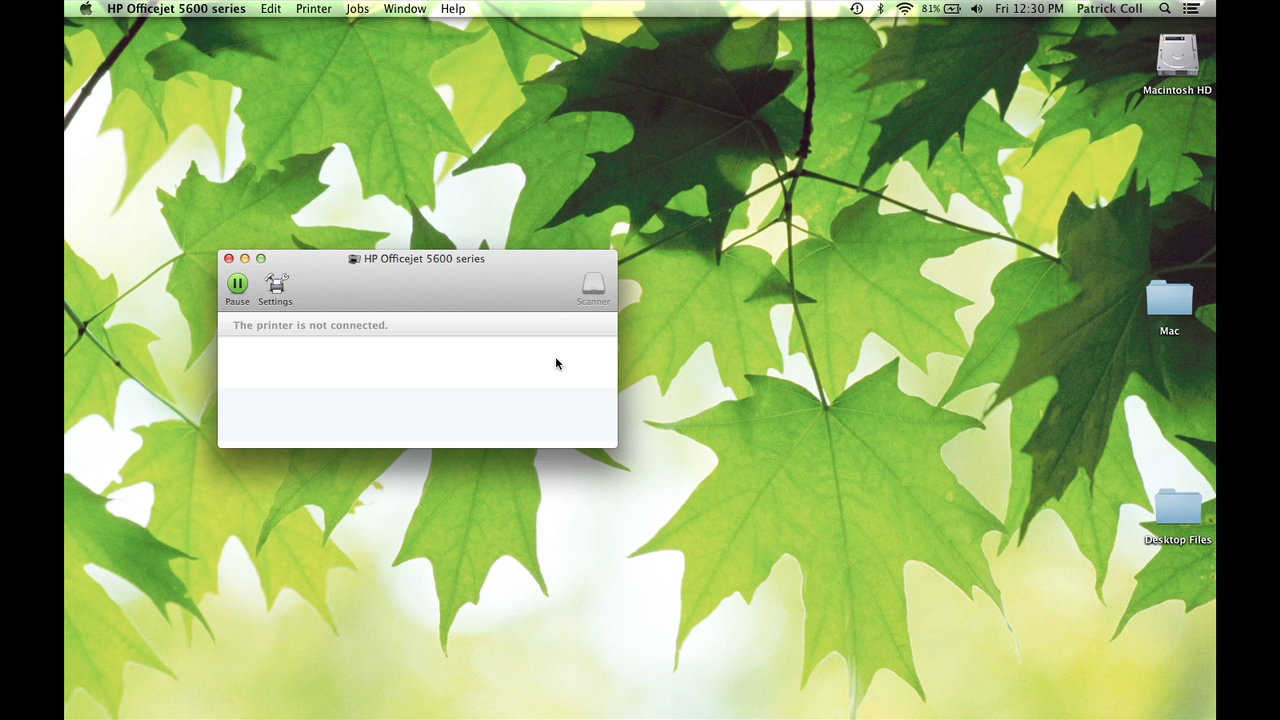 HP Officejet 5600 series Edit Printer Jobs Window Help 81% Fri 12:30 PM Patrick Coll
Macintosh HD
HP Officejet 5600 series
Pause Settings Scanner
The printer is not connected.
Mac
Desktop Files